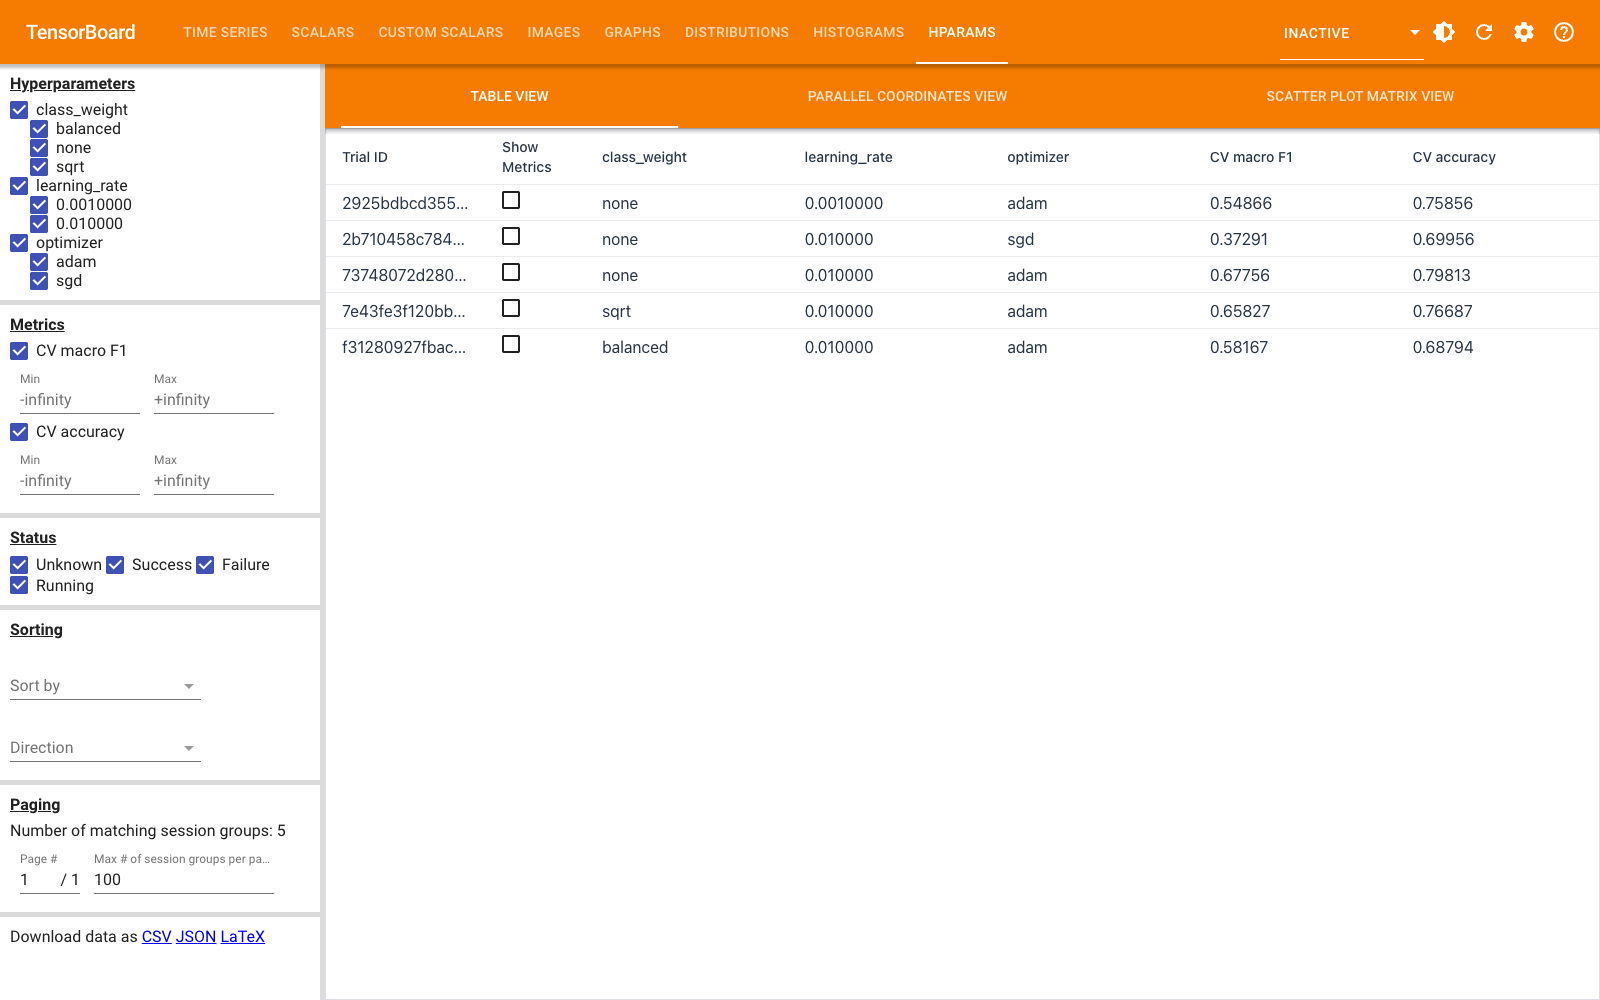 TensorBoard TIME SERIES SCALARS CUSTOM SCALARS IMAGES GRAPHS DISTRIBUTIONS HISTOGRAMS HPARAMS INACTIVE
TABLE VIEW PARALLEL COORDINATES VIEW SCATTER PLOT MATRIX VIEW
Hyperparameters
class_weight
balanced
none
sqrt
learning_rate
0.0010000
0.010000
optimizer
adam
sgd
Metrics
CV macro F1
Min Max
-infinity +infinity
CV accuracy
Min Max
-infinity +infinity
Status
Unknown Success Failure
Running
Sorting
Sort by
Direction
Paging
Number of matching session groups: 5
Page # Max # of session groups per pa...
1 / 1 100
Download data as CSV JSON LaTeX
Trial ID Show Metrics class_weight learning_rate optimizer CV macro F1 CV accuracy
2925bdbcd355... none 0.0010000 adam 0.54866 0.75856
2b710458c784... none 0.010000 sgd 0.37291 0.69956
73748072d280... none 0.010000 adam 0.67756 0.79813
7e43fe3f120bb... sqrt 0.010000 adam 0.65827 0.76687
f31280927fbac... balanced 0.010000 adam 0.58167 0.68794